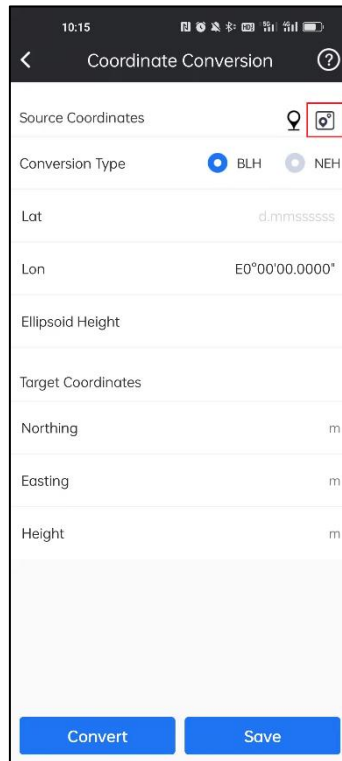 10:15
Coordinate Conversion
Source Coordinates
Conversion Type BLH NEH
Lat d.mmssssss
Lon E0°00'00.0000"
Ellipsoid Height
Target Coordinates
Northing m
Easting m
Height m
Convert Save